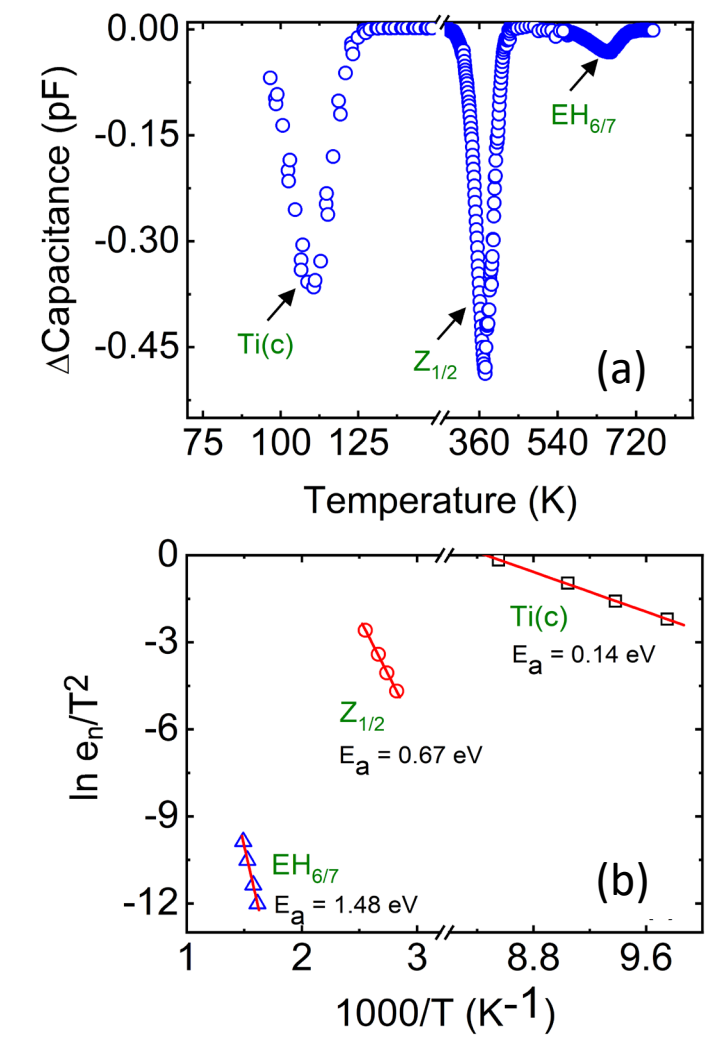 0.00
-0.15
-0.30
-0.45
ΔCapacitance (pF)
Ti(c)
Z1/2
EH6/7
(a)
75 100 125 360 540 720
Temperature (K)
0
-3
-6
-9
-12
ln en/T2
Ti(c)
Ea = 0.14 eV
Z1/2
Ea = 0.67 eV
EH6/7
Ea = 1.48 eV
(b)
1 2 3 8.8 9.6
1000/T (K-1)